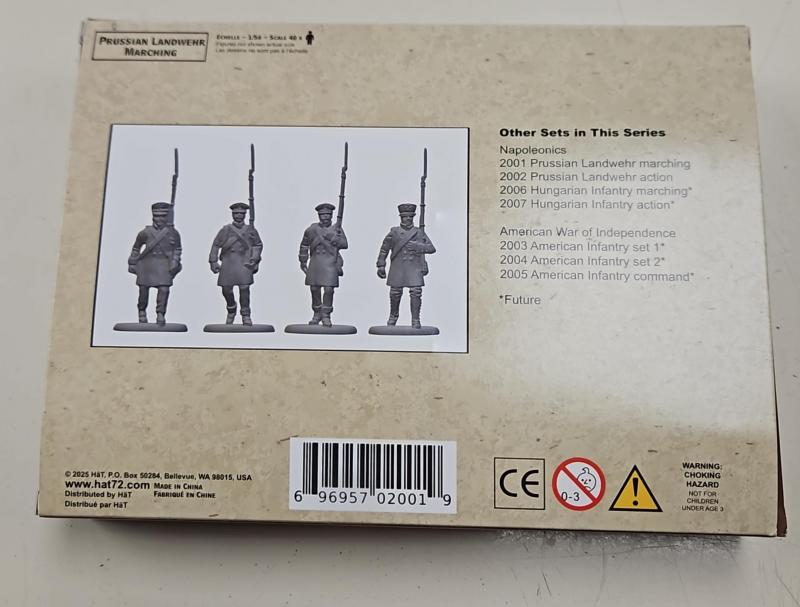 PRUSSIAN LANDWEHR
MARCHING
ECHELLE - 1/56 - SCALE 40 x
Figures not shown actual size
Les dessins ne sont pas à l'échelle
Other Sets in This Series
Napoleonics
2001 Prussian Landwehr marching
2002 Prussian Landwehr action
2006 Hungarian Infantry marching*
2007 Hungarian Infantry action*
American War of Independence
2003 American Infantry set 1*
2004 American Infantry set 2*
2005 American Infantry command*
*Future
© 2025 HäT, P.O. Box 50284, Bellevue, WA 98015, USA
www.hat72.com MADE IN CHINA
Distributed by HäT FABRIQUÉ EN CHINE
Distribué par HäT
6 96957 02001 9
CE
0-3
WARNING:
CHOKING
HAZARD
NOT FOR
CHILDREN
UNDER AGE 3